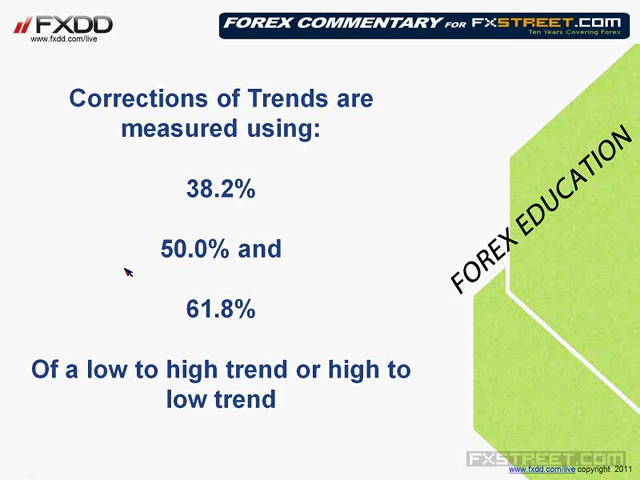 FXDD
www.fxdd.com/live
FOREX COMMENTARY FOR FXSTREET.COM
Ten Years Covering Forex
Corrections of Trends are
measured using:
38.2%
50.0% and
61.8%
Of a low to high trend or high to
low trend
FOREX EDUCATION
FXSTREET.COM
www.fxdd.com/live copyright 2011